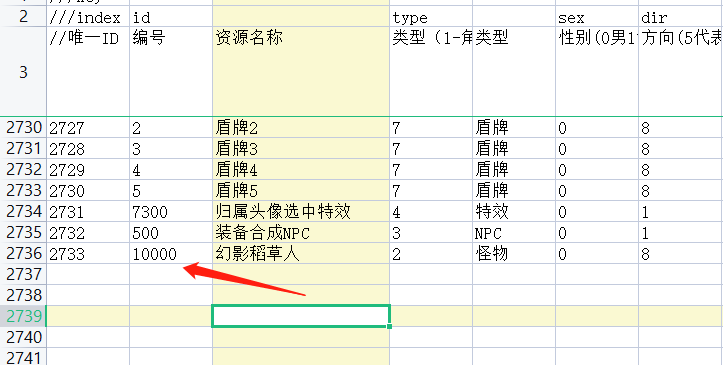 2 ///index id type sex dir
3 //唯一ID 编号 资源名称 类型（1-角 类型 性别(0男1 方向(5代表
2730 2727 2 盾牌2 7 盾牌 0 8
2731 2728 3 盾牌3 7 盾牌 0 8
2732 2729 4 盾牌4 7 盾牌 0 8
2733 2730 5 盾牌5 7 盾牌 0 8
2734 2731 7300 归属头像选中特效 4 特效 0 1
2735 2732 500 装备合成NPC 3 NPC 0 1
2736 2733 10000 幻影稻草人 2 怪物 0 8
2737
2738
2739
2740
2741